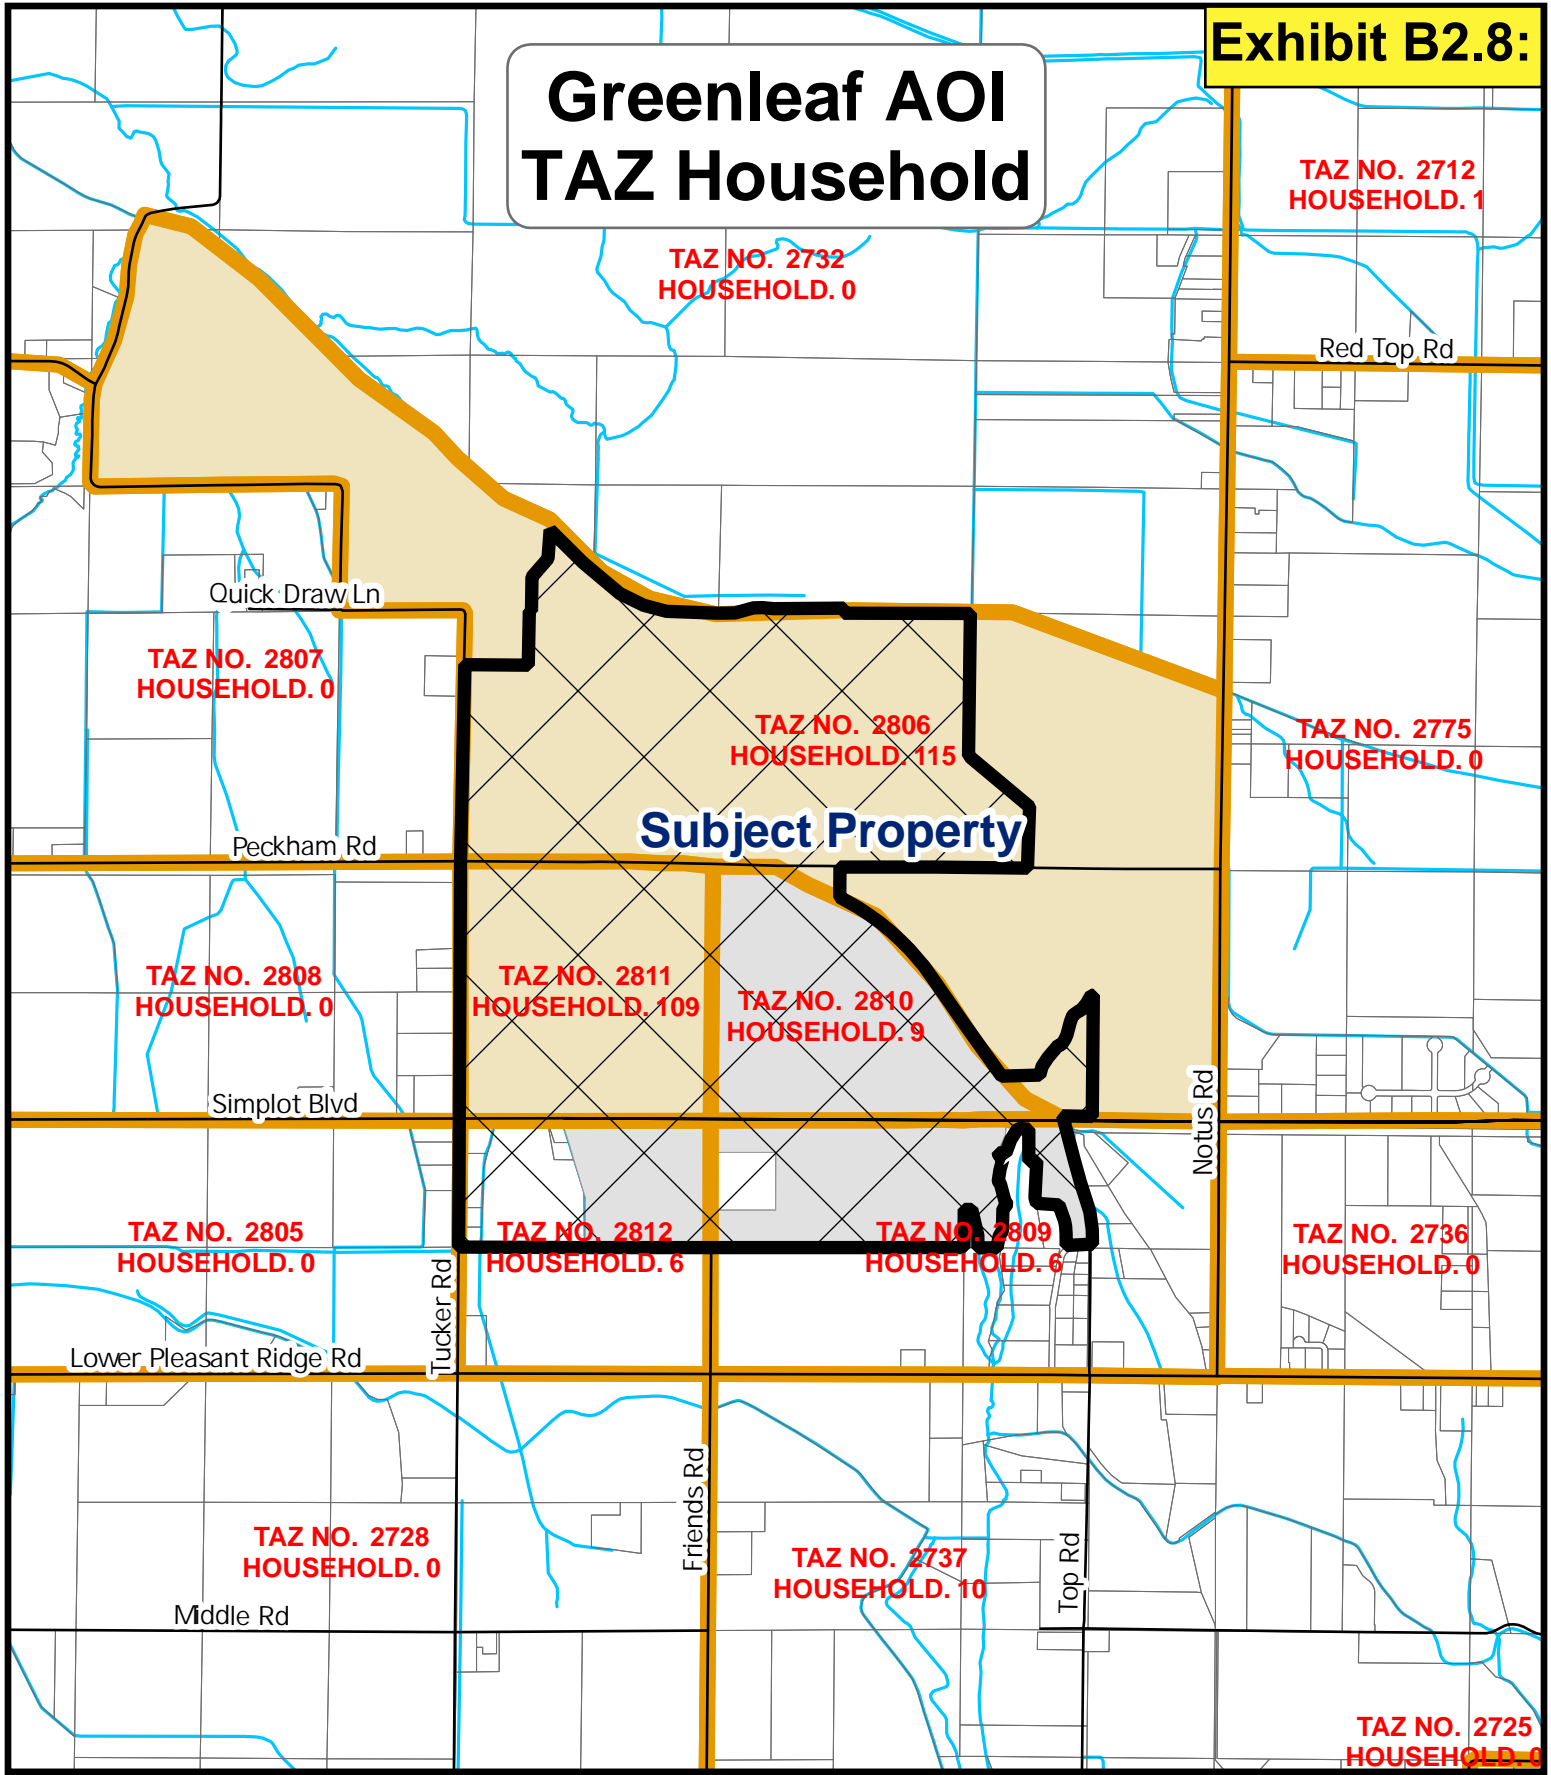 Exhibit B2.8:
Greenleaf AOI
TAZ Household
TAZ NO. 2712
HOUSEHOLD. 1
TAZ NO. 2732
HOUSEHOLD. 0
Red Top Rd
Quick Draw Ln
TAZ NO. 2807
HOUSEHOLD. 0
TAZ NO. 2806
HOUSEHOLD. 115
TAZ NO. 2775
HOUSEHOLD. 0
Subject Property
Peckham Rd
TAZ NO. 2808
HOUSEHOLD. 0
TAZ NO. 2811
HOUSEHOLD. 109
TAZ NO. 2810
HOUSEHOLD. 9
Simplot Blvd
Notus Rd
TAZ NO. 2805
HOUSEHOLD. 0
TAZ NO. 2812
HOUSEHOLD. 6
TAZ NO. 2809
HOUSEHOLD. 6
TAZ NO. 2736
HOUSEHOLD. 0
Tucker Rd
Lower Pleasant Ridge Rd
Friends Rd
TAZ NO. 2728
HOUSEHOLD. 0
TAZ NO. 2737
HOUSEHOLD. 10
Top Rd
Middle Rd
TAZ NO. 2725
HOUSEHOLD. 0